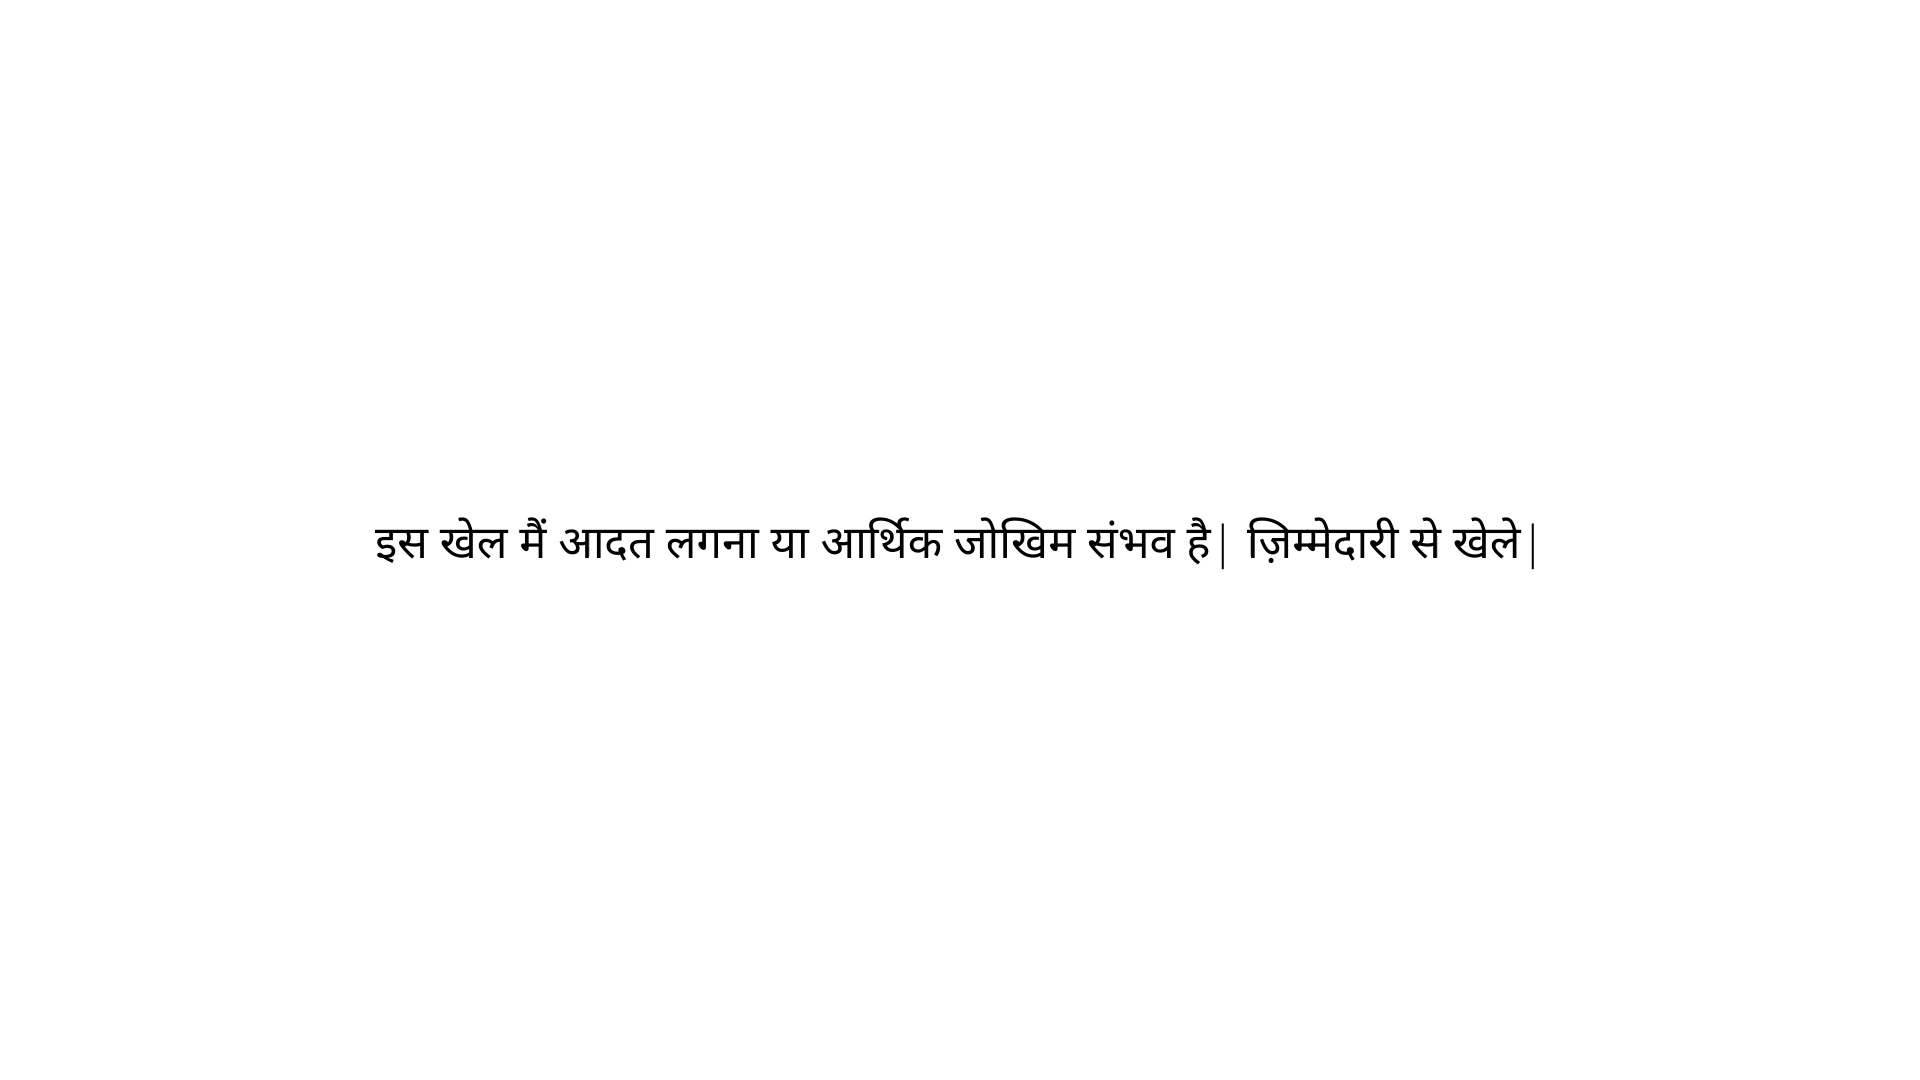 इस खेल मैं आदत लगना या आर्थिक जोखिम संभव है| ज़िम्मेदारी से खेले|